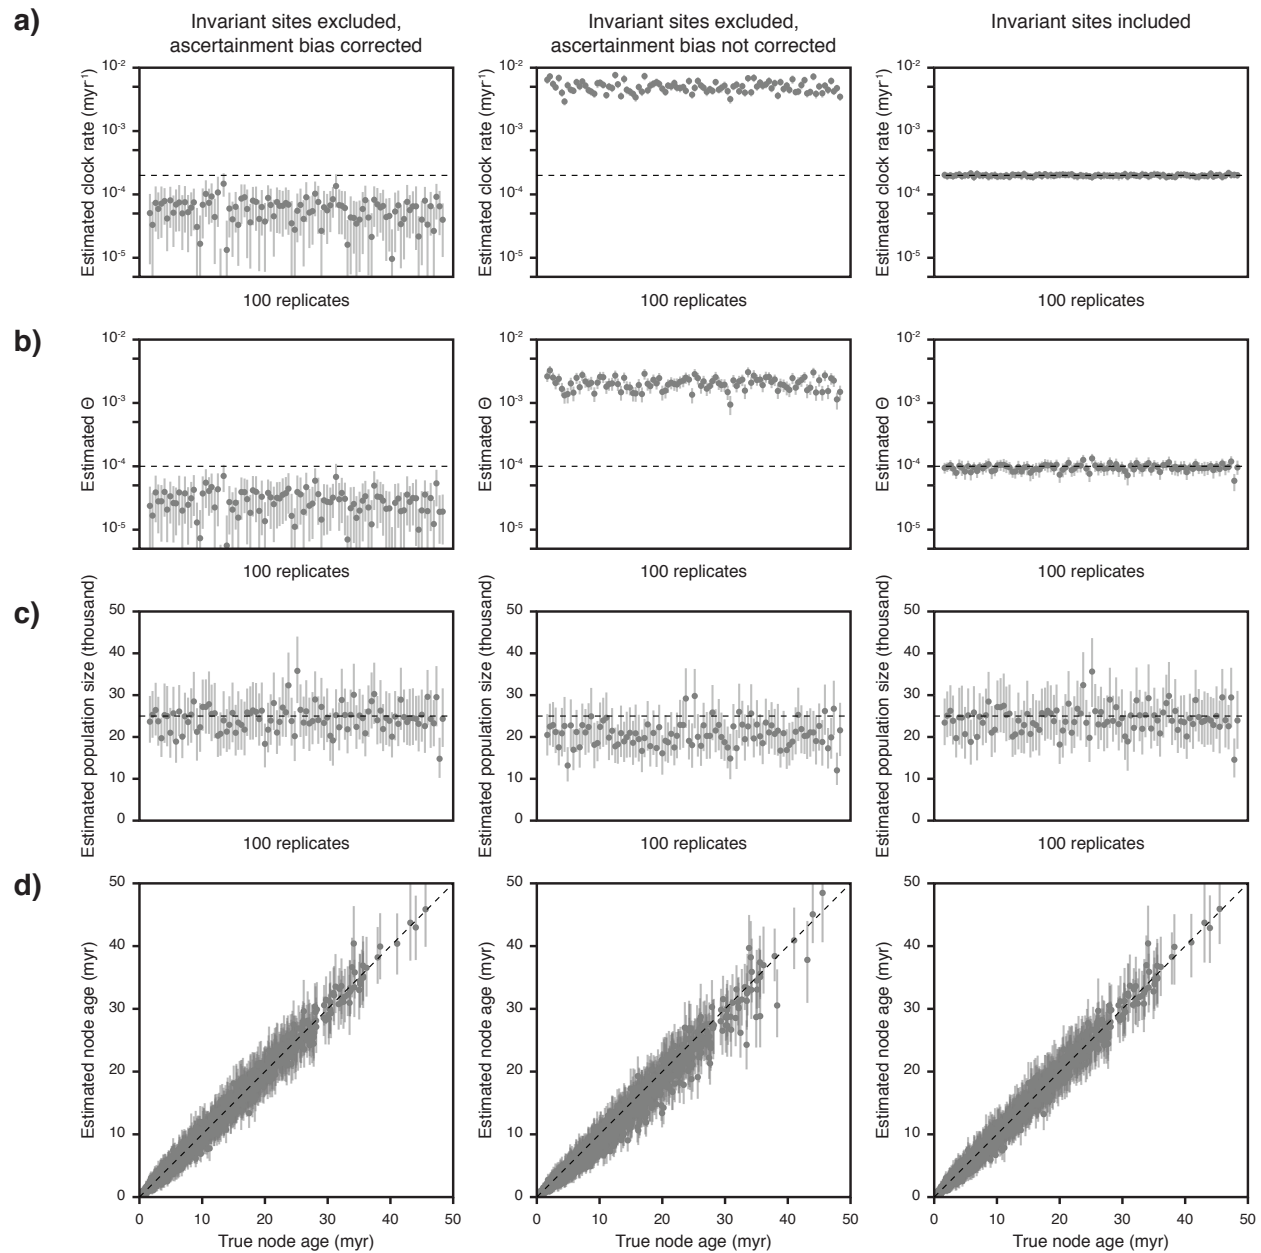 a)
Invariant sites excluded,
ascertainment bias corrected
Invariant sites excluded,
ascertainment bias not corrected
Invariant sites included
Estimated clock rate (myr⁻¹)
10⁻²
10⁻³
10⁻⁴
10⁻⁵
100 replicates
Estimated clock rate (myr⁻¹)
10⁻²
10⁻³
10⁻⁴
10⁻⁵
100 replicates
Estimated clock rate (myr⁻¹)
10⁻²
10⁻³
10⁻⁴
10⁻⁵
100 replicates
b)
Estimated Θ
10⁻²
10⁻³
10⁻⁴
10⁻⁵
100 replicates
Estimated Θ
10⁻²
10⁻³
10⁻⁴
10⁻⁵
100 replicates
Estimated Θ
10⁻²
10⁻³
10⁻⁴
10⁻⁵
100 replicates
c)
Estimated population size (thousand)
50
40
30
20
10
0
100 replicates
Estimated population size (thousand)
50
40
30
20
10
0
100 replicates
Estimated population size (thousand)
50
40
30
20
10
0
100 replicates
d)
Estimated node age (myr)
50
40
30
20
10
0
0 10 20 30 40 50
True node age (myr)
Estimated node age (myr)
50
40
30
20
10
0
0 10 20 30 40 50
True node age (myr)
Estimated node age (myr)
50
40
30
20
10
0
0 10 20 30 40 50
True node age (myr)